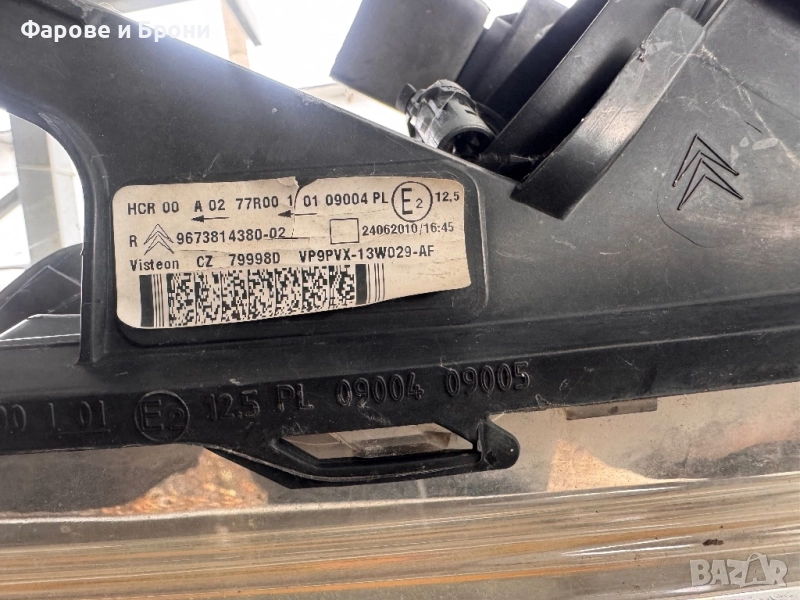 Фарове и Брони
HCR 00 A 02 77R00 1 01 09004 PL E2 12,5
R 9673814380-02 24062010/16:45
Visteon CZ 79998D VP9PVX-13W029-AF
00 1 01 E2 12,5 PL 09004 09005
BAZAR